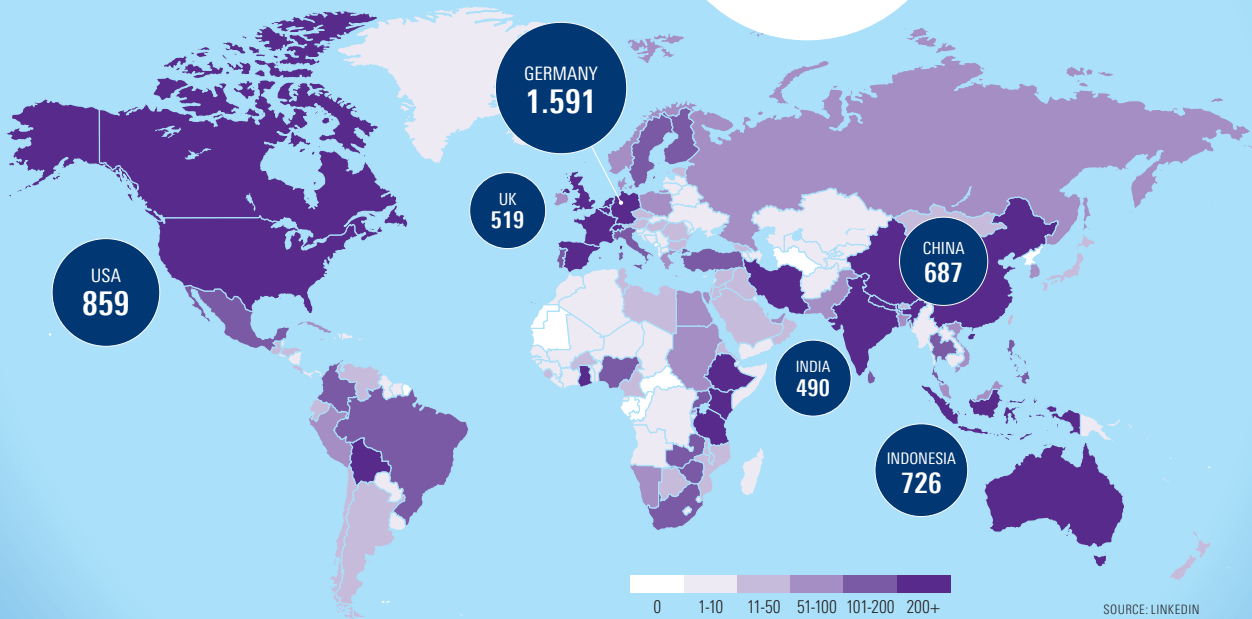 GERMANY
1.591
UK
519
USA
859
CHINA
687
INDIA
490
INDONESIA
726
0 1-10 11-50 51-100 101-200 200+
SOURCE: LINKEDIN